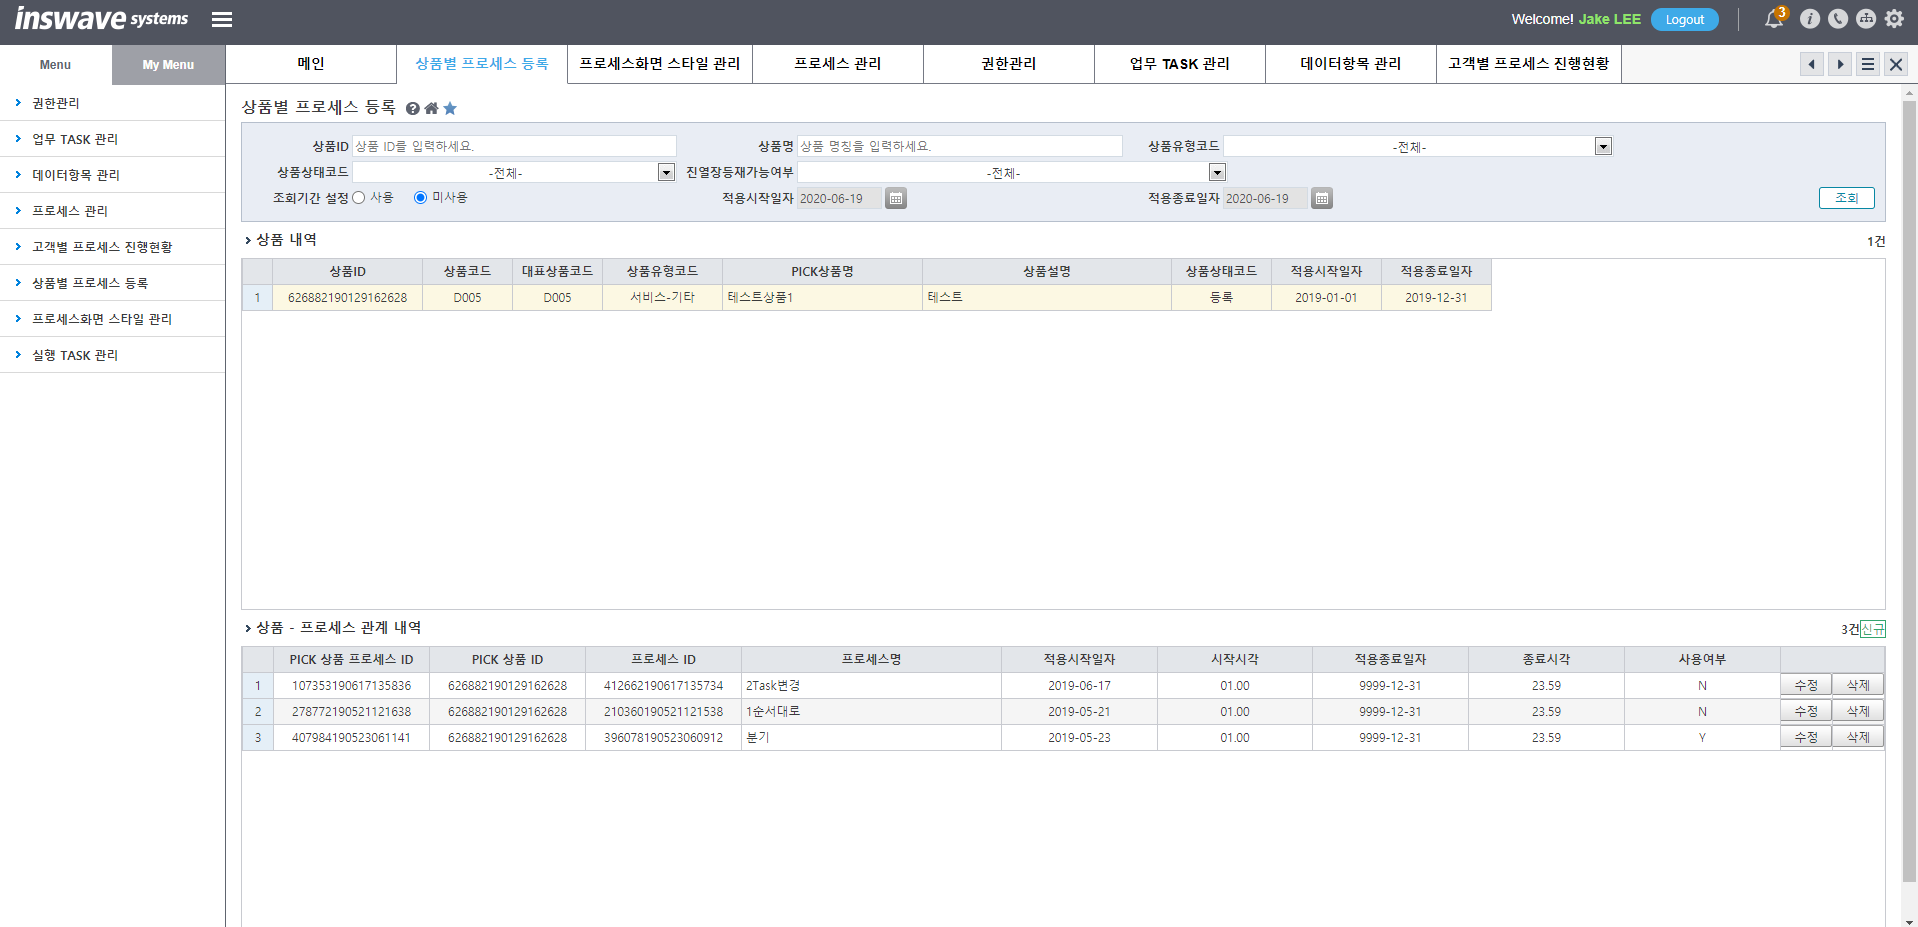 inswave systems
Welcome! Jake LEE Logout 3
Menu My Menu
메인 상품별 프로세스 등록 프로세스화면 스타일 관리 프로세스 관리 권한관리 업무 TASK 관리 데이터항목 관리 고객별 프로세스 진행현황
권한관리
업무 TASK 관리
데이터항목 관리
프로세스 관리
고객별 프로세스 진행현황
상품별 프로세스 등록
프로세스화면 스타일 관리
실행 TASK 관리
상품별 프로세스 등록
상품ID 상품 ID를 입력하세요. 상품명 상품 명칭을 입력하세요. 상품유형코드 -전체-
상품상태코드 -전체- 진열장등재가능여부 -전체-
조회기간 설정 사용 미사용 적용시작일자 2020-06-19 적용종료일자 2020-06-19 조회
상품 내역 1건
상품ID 상품코드 대표상품코드 상품유형코드 PICK상품명 상품설명 상품상태코드 적용시작일자 적용종료일자
1 626882190129162628 D005 D005 서비스-기타 테스트상품1 테스트 등록 2019-01-01 2019-12-31
상품 - 프로세스 관계 내역 3건 신규
PICK 상품 프로세스 ID PICK 상품 ID 프로세스 ID 프로세스명 적용시작일자 시작시각 적용종료일자 종료시각 사용여부
1 107353190617135836 626882190129162628 412662190617135734 2Task변경 2019-06-17 01.00 9999-12-31 23.59 N 수정 삭제
2 278772190521121638 626882190129162628 210360190521121538 1순서대로 2019-05-21 01.00 9999-12-31 23.59 N 수정 삭제
3 407984190523061141 626882190129162628 396078190523060912 분기 2019-05-23 01.00 9999-12-31 23.59 Y 수정 삭제